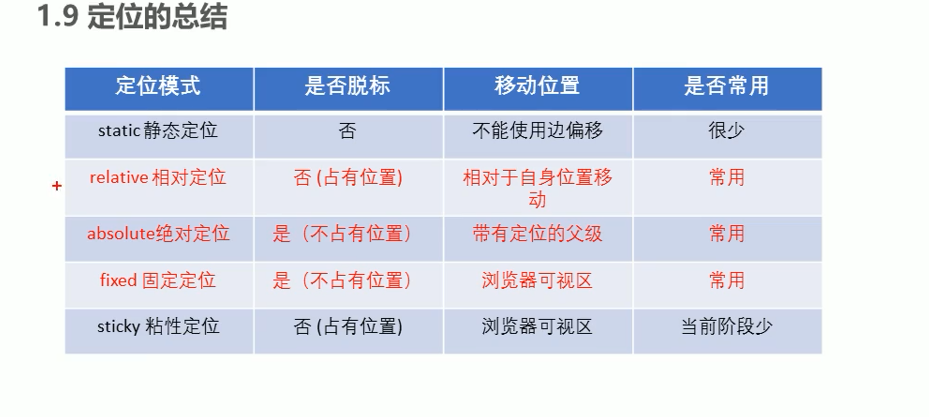 1.9 定位的总结
定位模式 是否脱标 移动位置 是否常用
static 静态定位 否 不能使用边偏移 很少
+
relative 相对定位 否 (占有位置) 相对于自身位置移
动
常用
absolute绝对定位 是（不占有位置） 带有定位的父级 常用
fixed 固定定位 是（不占有位置） 浏览器可视区 常用
sticky 粘性定位 否 (占有位置) 浏览器可视区 当前阶段少